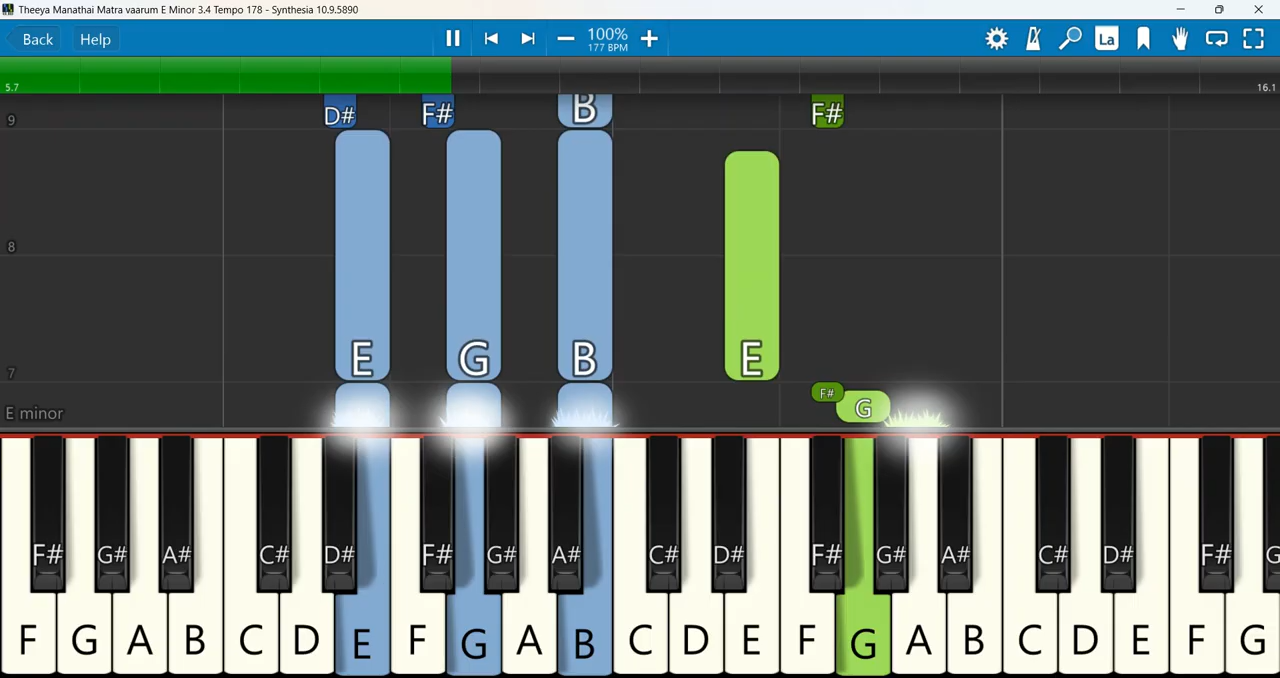 Theeya Manathai Matra vaarum E Minor 3.4 Tempo 178 - Synthesia 10.9.5890
Back Help 100% La
177 BPM
5.7 16.1
9 D# F# B F#
8
E G B E
7
F#
E minor G
F# G# A# C# D# F# G# A# C# D# F# G# A# C# D# F# G
F G A B C D E F G A B C D E F G A B C D E F G